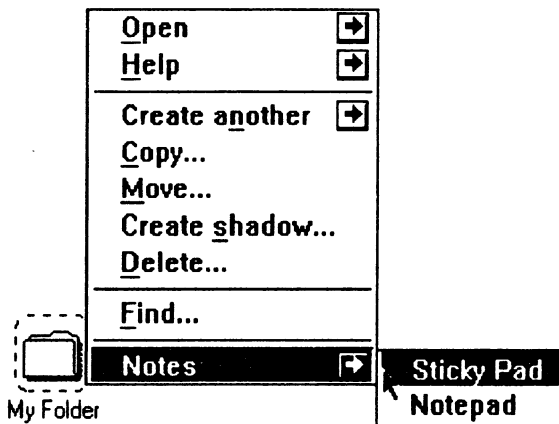 Open
Help
Create another
Copy...
Move...
Create shadow...
Delete...
Find...
Notes
Sticky Pad
Notepad
My Folder